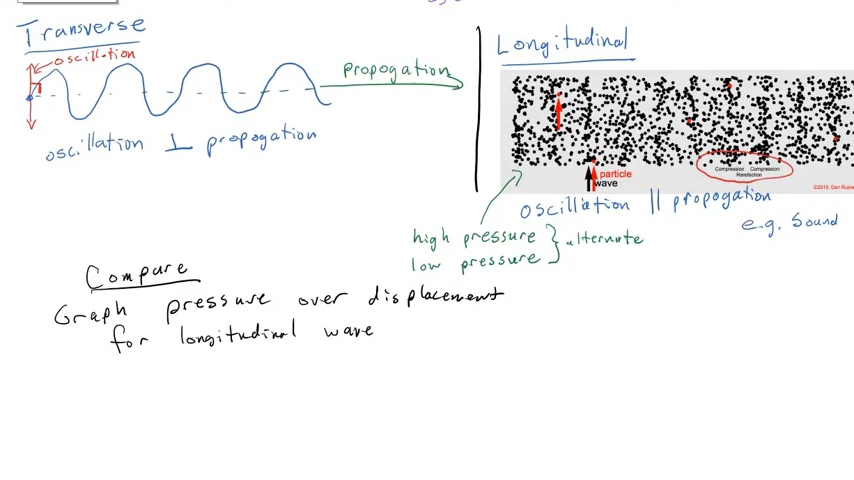 Transverse
oscillation
propogation
oscillation ⊥ propogation
Longitudinal
particle
wave
Compression Compression
Rarefaction
©2015, Dan Russe
oscillation || propogation
e.g. Sound
high pressure
low pressure
alternate
Compare
Graph pressure over displacement
for longitudinal wave